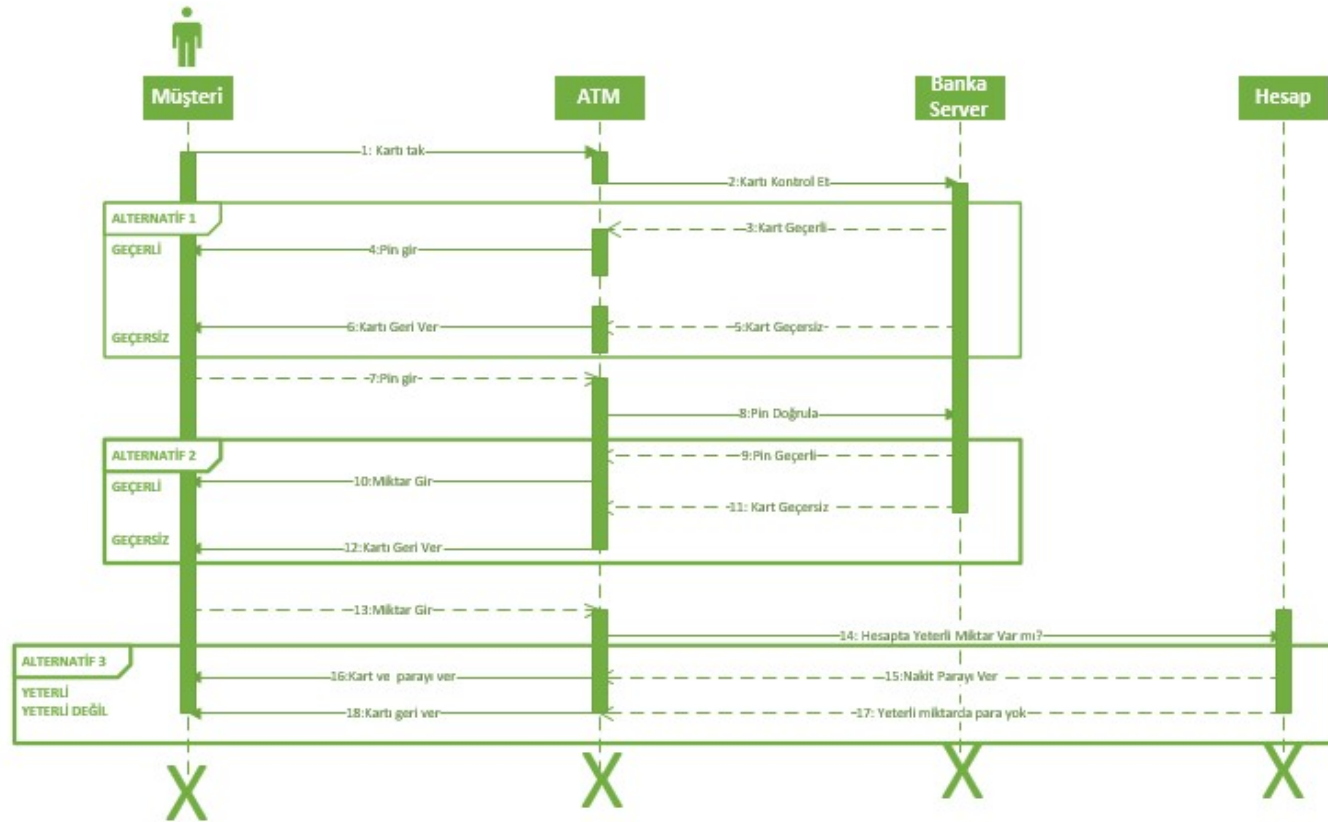 Müşteri
ATM
Banka
Server
Hesap
1: Kartı tak
2:Kartı Kontrol Et
ALTERNATİF 1
3:Kart Geçerli
GEÇERLİ
4:Pin gir
6:Kartı Geri Ver
5:Kart Geçersiz
GEÇERSİZ
7:Pin gir
8:Pin Doğrula
ALTERNATİF 2
9:Pin Geçerli
GEÇERLİ
10:Miktar Gir
11: Kart Geçersiz
GEÇERSİZ
12:Kartı Geri Ver
13:Miktar Gir
14: Hesapta Yeterli Miktar Var mı?
ALTERNATİF 3
16:Kart ve parayı ver
15:Nakit Parayı Ver
YETERLİ
YETERLİ DEĞİL
18:Kartı geri ver
17: Yeterli miktarda para yok